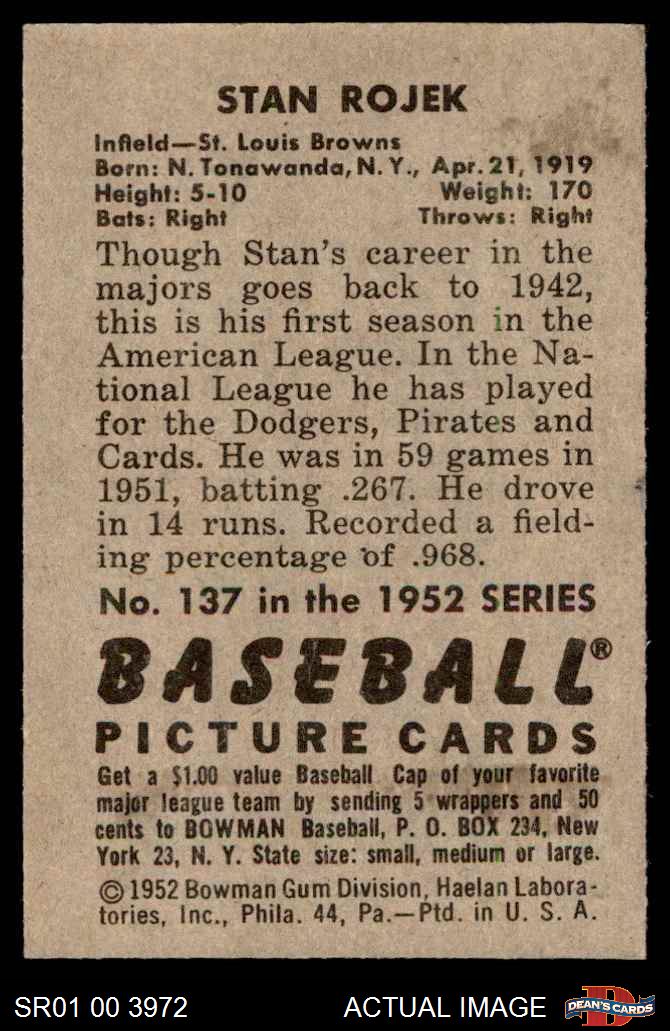 STAN ROJEK
Infield—St. Louis Browns
Born: N. Tonawanda, N. Y., Apr. 21, 1919
Height: 5-10 Weight: 170
Bats: Right Throws: Right
Though Stan's career in the
majors goes back to 1942,
this is his first season in the
American League. In the Na-
tional League he has played
for the Dodgers, Pirates and
Cards. He was in 59 games in
1951, batting .267. He drove
in 14 runs. Recorded a field-
ing percentage of .968.
No. 137 in the 1952 SERIES
BASEBALL®
PICTURE CARDS
Get a $1.00 value Baseball Cap of your favorite
major league team by sending 5 wrappers and 50
cents to BOWMAN Baseball, P. O. BOX 234, New
York 23, N. Y. State size: small, medium or large.
© 1952 Bowman Gum Division, Haelan Labora-
tories, Inc., Phila. 44, Pa.—Ptd. in U. S. A.
SR01 00 3972 ACTUAL IMAGE D DEAN'S CARDS